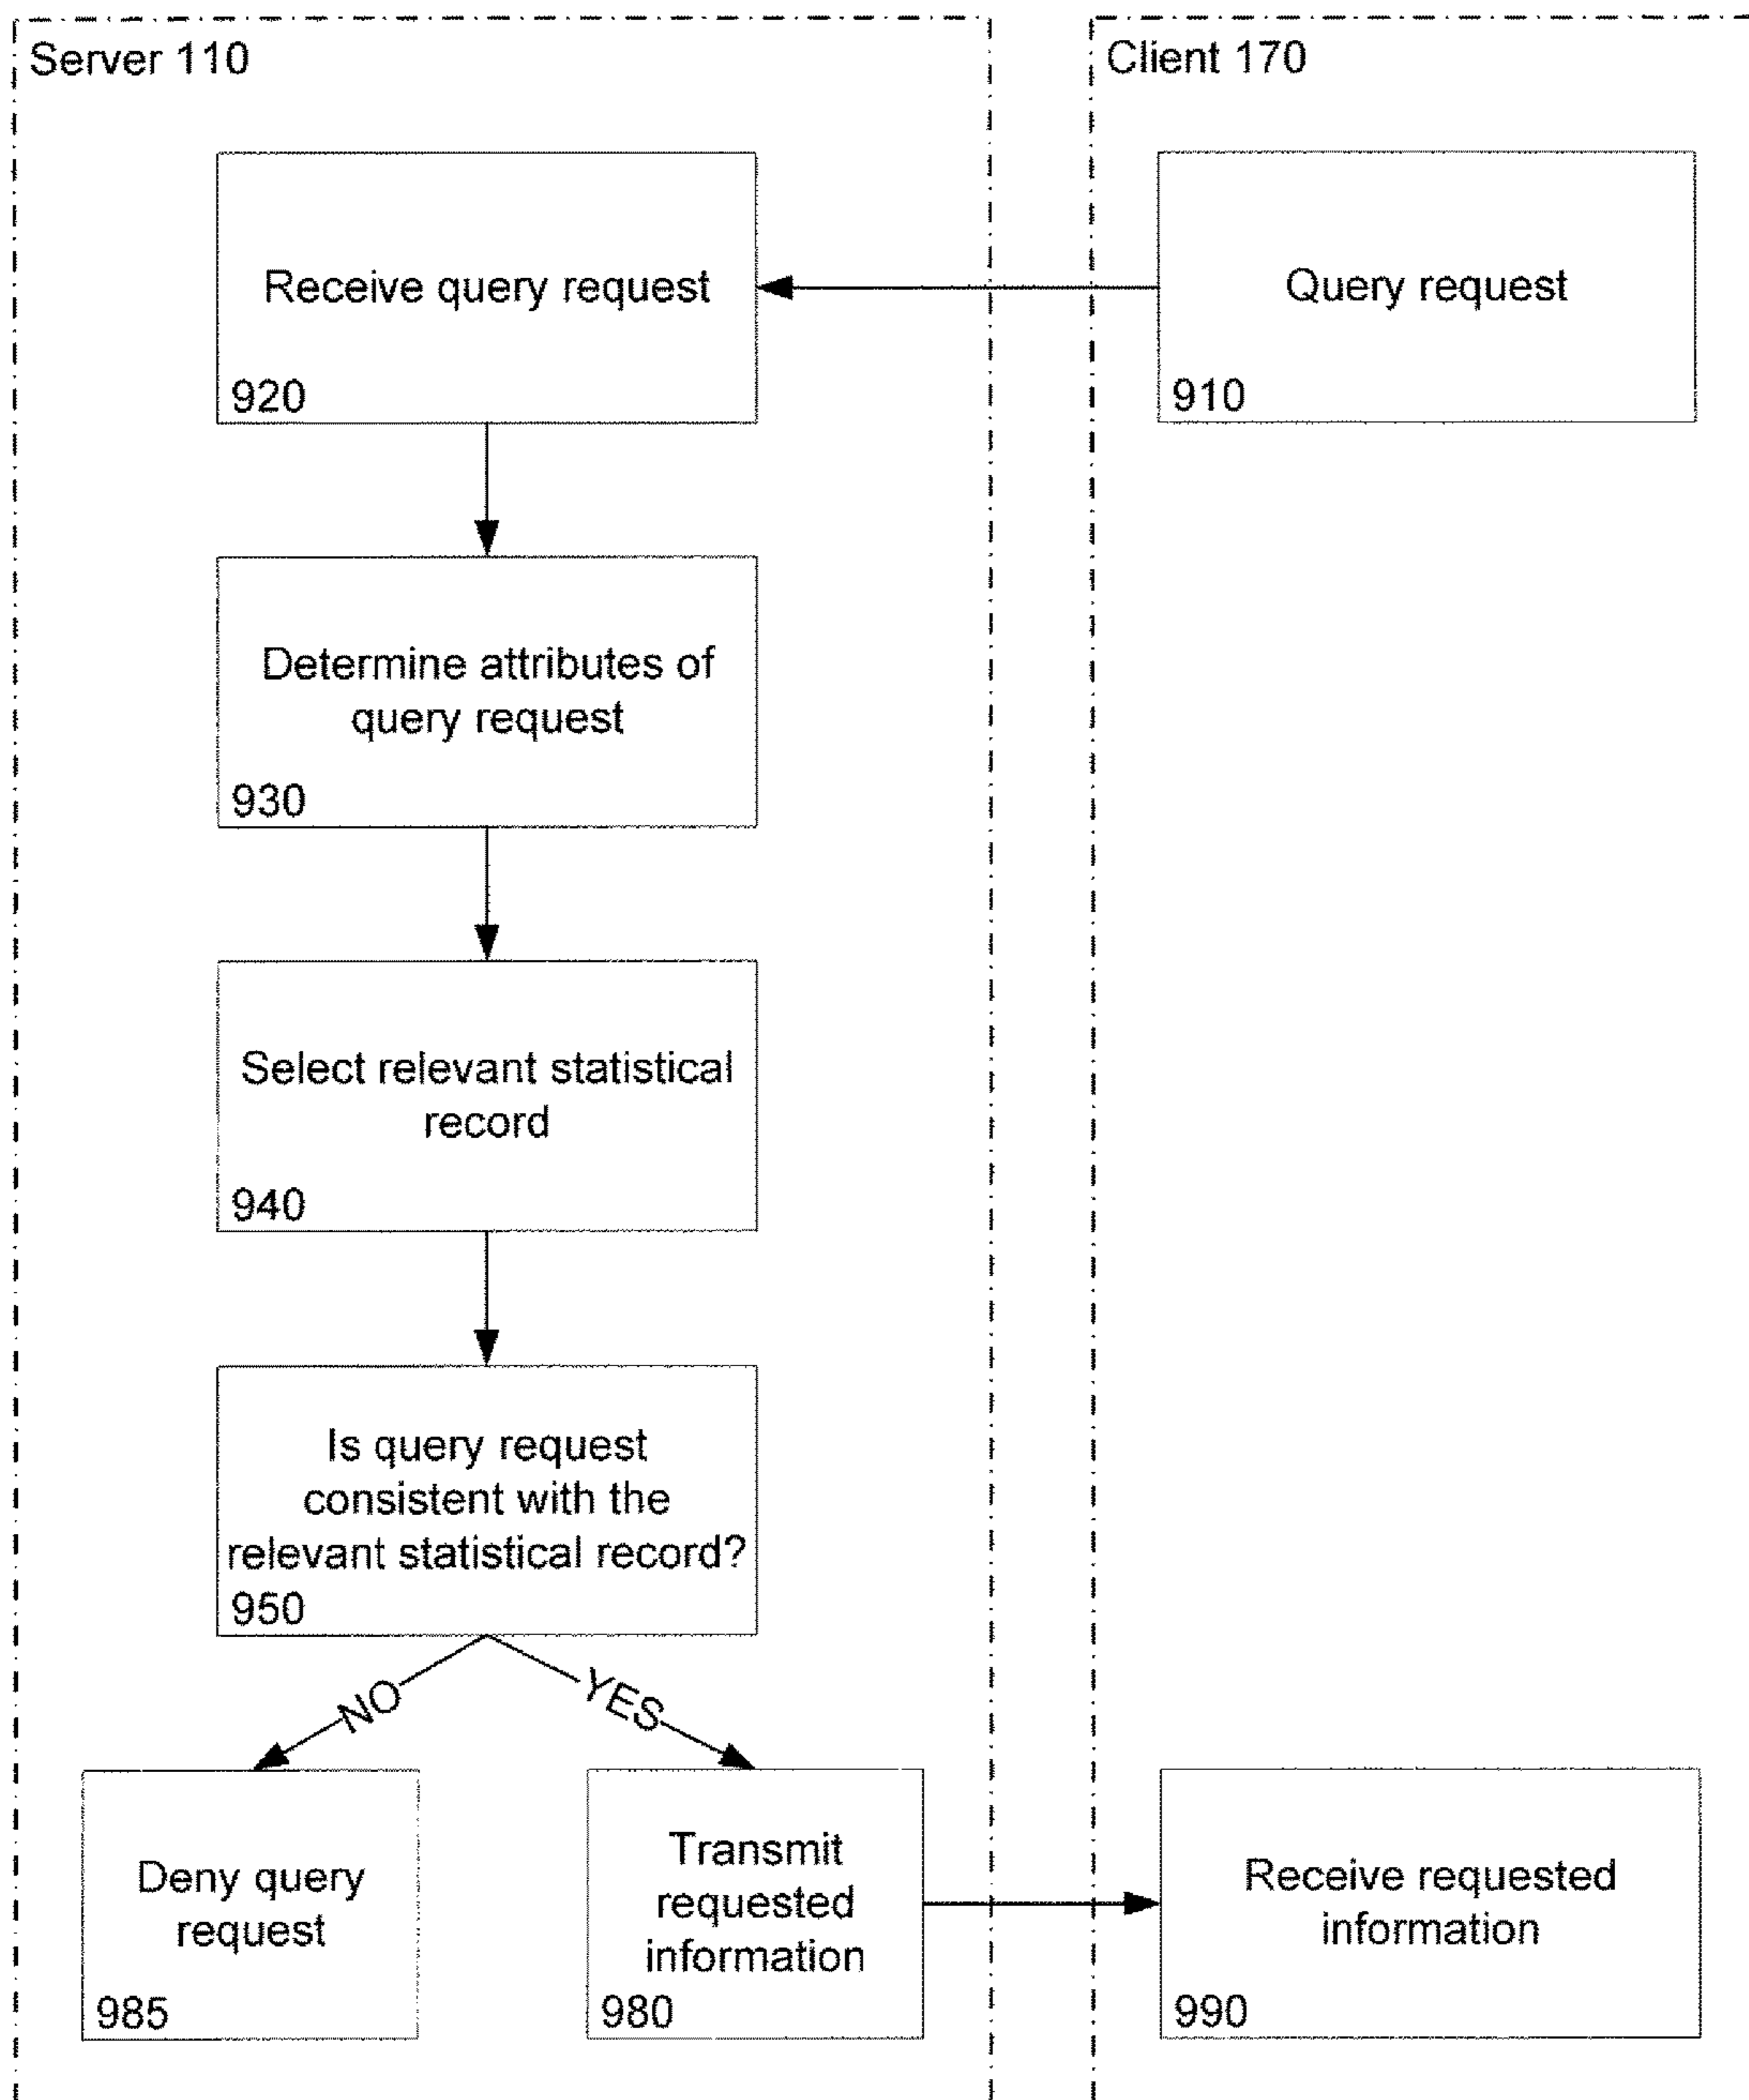 Server 110
Client 170
Receive query request
920
Query request
910
Determine attributes of
query request
930
Select relevant statistical
record
940
Is query request
consistent with the
relevant statistical record?
950
NO
YES
Deny query
request
985
Transmit
requested
information
980
Receive requested
information
990